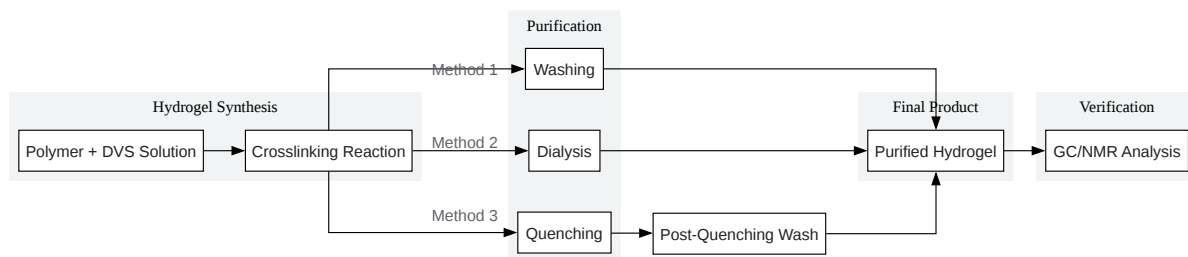 Purification
Method 1
Washing
Hydrogel Synthesis
Final Product
Verification
Polymer + DVS Solution
Crosslinking Reaction
Method 2
Dialysis
Purified Hydrogel
GC/NMR Analysis
Method 3
Quenching
Post-Quenching Wash